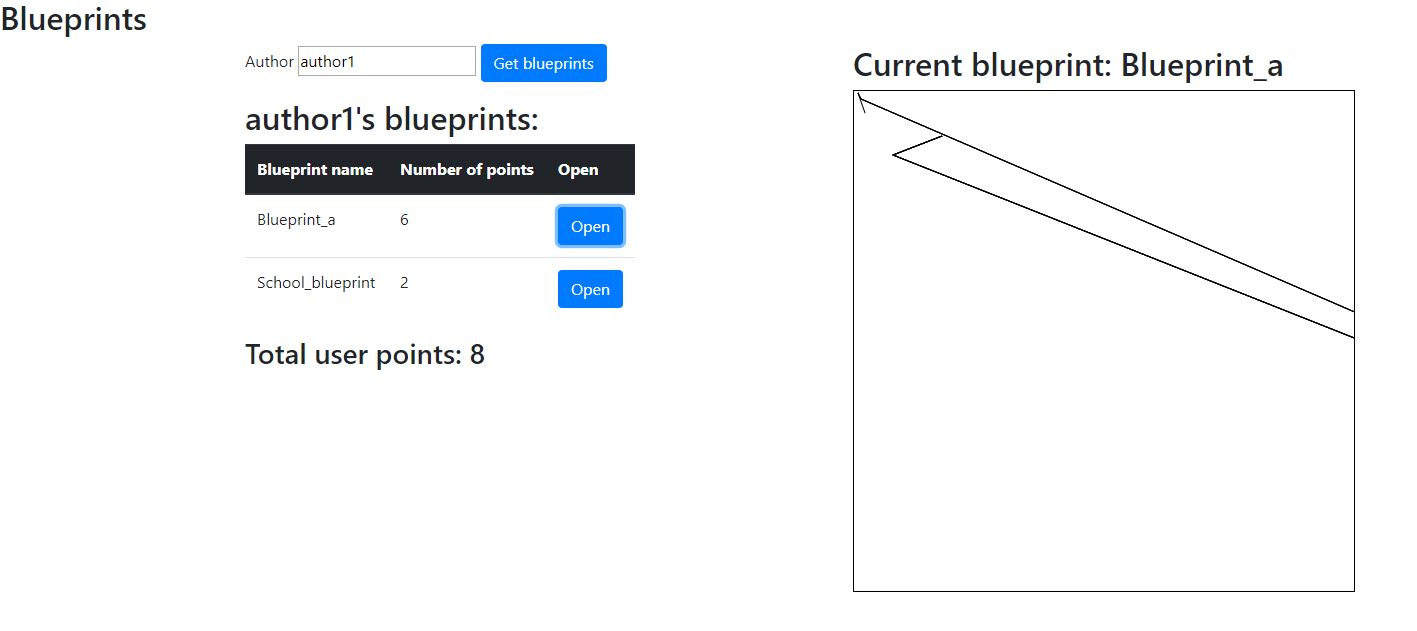 Blueprints
Author author1 Get blueprints
author1's blueprints:
Blueprint name Number of points Open
Blueprint_a 6 Open
School_blueprint 2 Open
Total user points: 8
Current blueprint: Blueprint_a